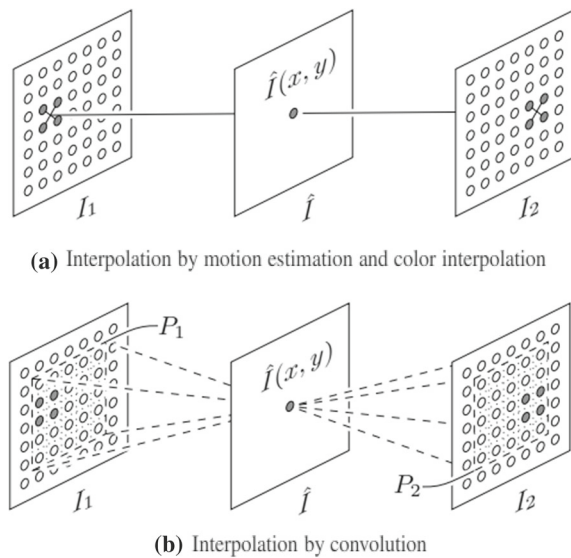 Î(x, y)
I1
Î
I2
(a) Interpolation by motion estimation and color interpolation
P1
Î(x, y)
P2
I1
Î
I2
(b) Interpolation by convolution